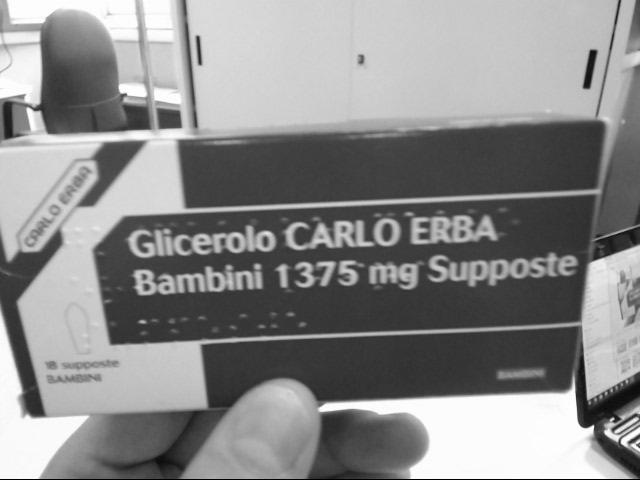 CARLO ERBA
Glicerolo CARLO ERBA
Bambini 1375 mg Supposte
18 supposte
BAMBINI
BAMBINI